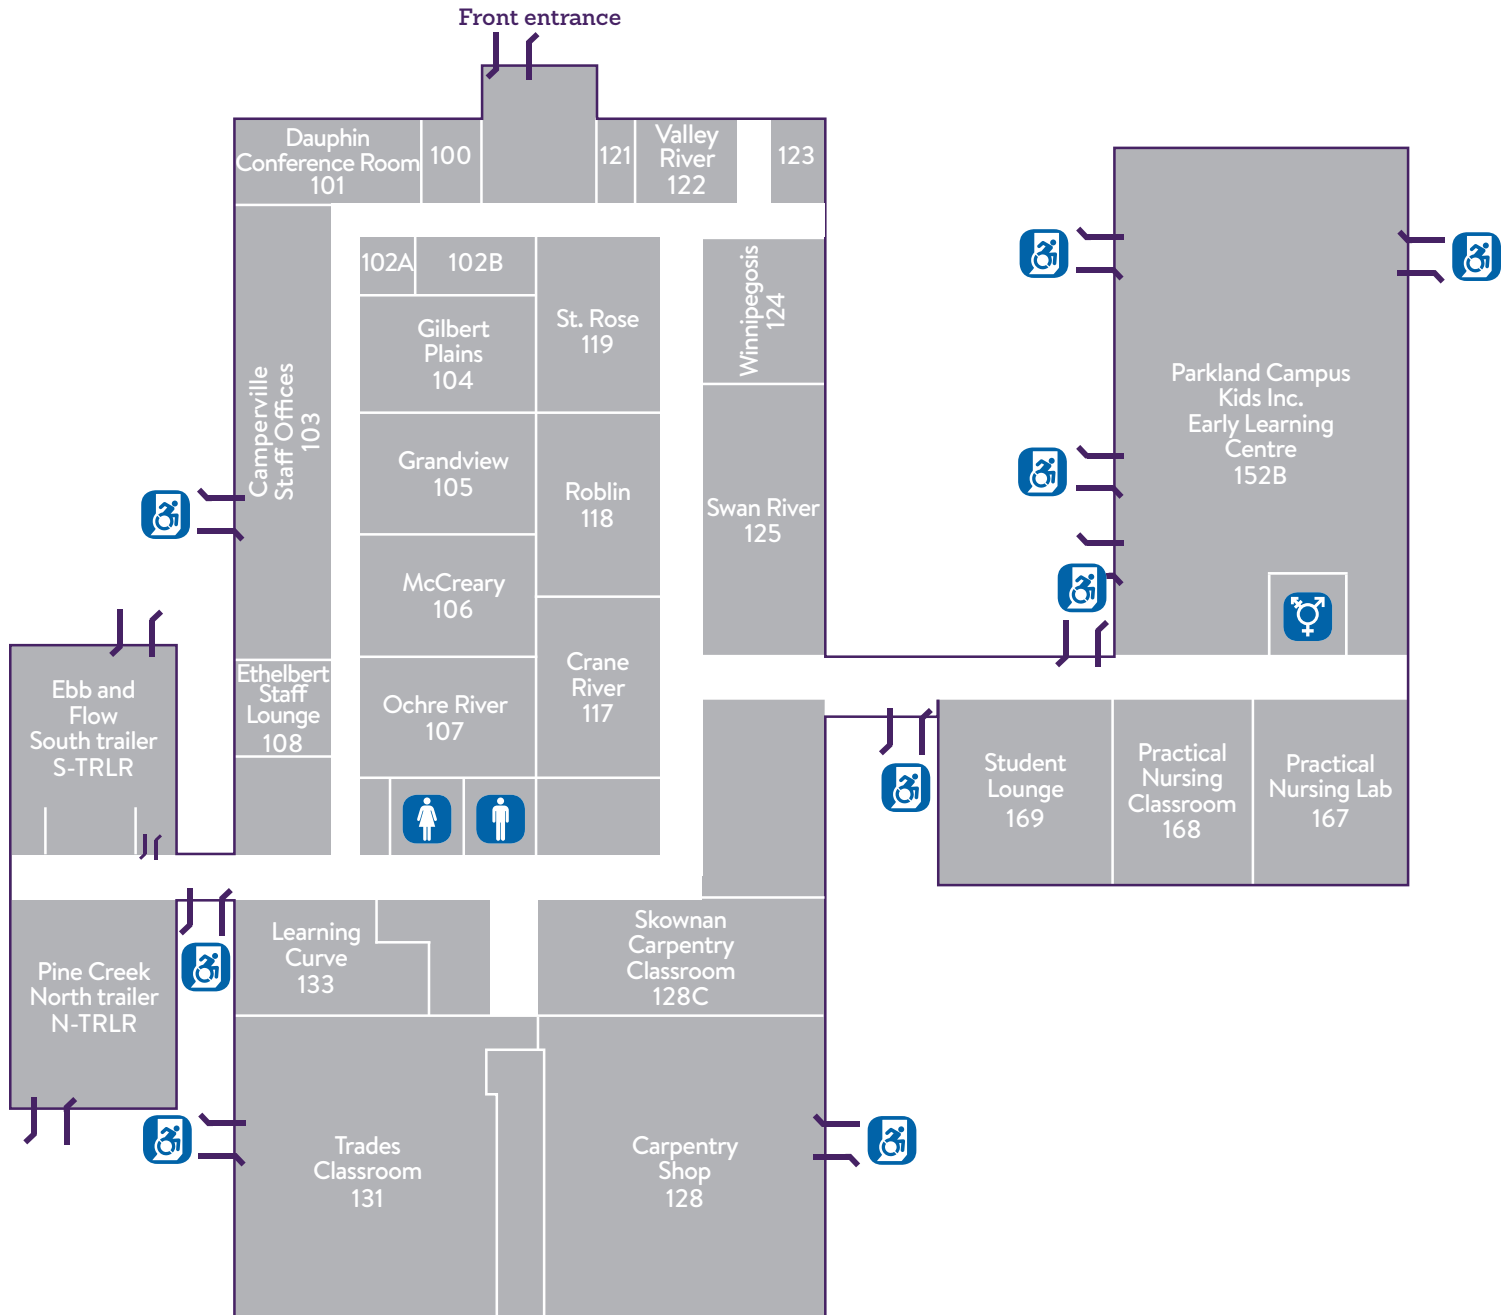 Front entrance
Dauphin
Conference Room
101
100
121
Valley
River
122
123
102A
102B
St. Rose
119
Winnipegosis
124
Gilbert
Plains
104
Camperville
Staff Offices
103
Grandview
105
Roblin
118
Swan River
125
Parkland Campus
Kids Inc.
Early Learning
Centre
152B
McCreary
106
Crane
River
117
Ethelbert
Staff
Lounge
108
Ochre River
107
Ebb and
Flow
South trailer
S-TRLR
Student
Lounge
169
Practical
Nursing
Classroom
168
Practical
Nursing Lab
167
Learning
Curve
133
Skownan
Carpentry
Classroom
128C
Pine Creek
North trailer
N-TRLR
Trades
Classroom
131
Carpentry
Shop
128